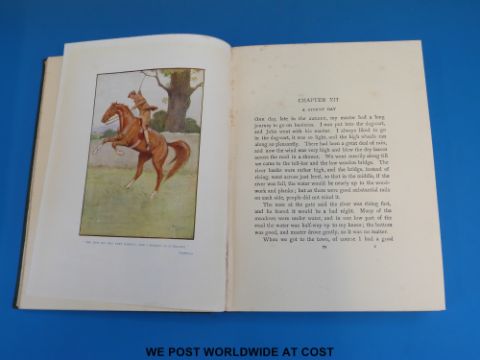 CHAPTER XII
A STORMY DAY
One day, late in the autumn, my master had a long
journey to go on business. I was put into the dog-cart,
and John went with his master. I always liked to go
in the dog-cart, it was so light, and the high wheels ran
along so pleasantly. There had been a great deal of rain,
and now the wind was very high and blew the dry leaves
across the road in a shower. We went merrily along till
we came to the toll-bar and the low wooden bridge. The
river banks were rather high, and the bridge, instead of
rising, went across just level, so that in the middle, if the
river was full, the water would be nearly up to the wood-
work and planks; but as there were good substantial rails
on each side, people did not mind it.
The man at the gate said the river was rising fast,
and he feared it would be a bad night. Many of the
meadows were under water, and in one low part of the
road the water was half-way up to my knees; the bottom
was good, and master drove gently, so it was no matter.
When we got to the town, of course I had a good
WE POST WORLDWIDE AT COST